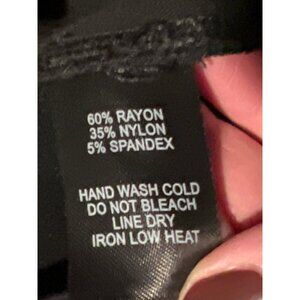 60% RAYON
35% NYLON
5% SPANDEX
HAND WASH COLD
DO NOT BLEACH
LINE DRY
IRON LOW HEAT